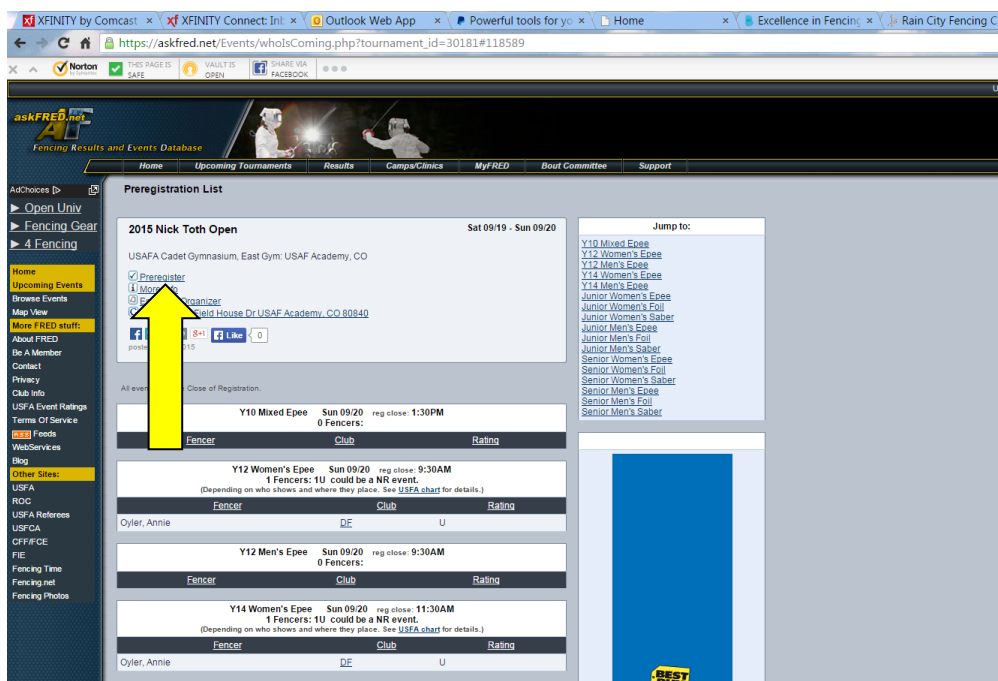 XFINITY by Comcast
XFINITY Connect: Inb
Outlook Web App
Powerful tools for yo
Home
Excellence in Fencing
Rain City Fencing C
https://askfred.net/Events/whoIsComing.php?tournament_id=30181#118589
Norton
by Symantec
THIS PAGE IS
SAFE
VAULT IS
OPEN
SHARE VIA
FACEBOOK
U
askFRED.net
Fencing Results and Events Database
Home Upcoming Tournaments Results Camps/Clinics MyFRED Bout Committee Support
AdChoices
Open Univ
Fencing Gear
4 Fencing
Home
Upcoming Events
Browse Events
Map View
More FRED stuff:
About FRED
Be A Member
Contact
Privacy
Club Info
USFA Event Ratings
Terms Of Service
RSS Feeds
WebServices
Blog
Other Sites:
USFA
ROC
USFA Referees
USFCA
CFF/FCE
FIE
Fencing Time
Fencing.net
Fencing Photos
Preregistration List
2015 Nick Toth Open Sat 09/19 - Sun 09/20
USAFA Cadet Gymnasium, East Gym: USAF Academy, CO
Preregister
More
Organizer
Field House Dr USAF Academy, CO 80840
Like 0
All Close of Registration.
Y10 Mixed Epee Sun 09/20 reg close: 1:30PM
0 Fencers:
Fencer Club Rating
Y12 Women's Epee Sun 09/20 reg close: 9:30AM
1 Fencers: 1U could be a NR event.
(Depending on who shows and where they place. See USFA chart for details.)
Fencer Club Rating
Oyler, Annie DF U
Y12 Men's Epee Sun 09/20 reg close: 9:30AM
0 Fencers:
Fencer Club Rating
Y14 Women's Epee Sun 09/20 reg close: 11:30AM
1 Fencers: 1U could be a NR event.
(Depending on who shows and where they place. See USFA chart for details.)
Fencer Club Rating
Oyler, Annie DF U
Jump to:
Y10 Mixed Epee
Y12 Women's Epee
Y12 Men's Epee
Y14 Women's Epee
Y14 Men's Epee
Junior Women's Epee
Junior Women's Foil
Junior Women's Saber
Junior Men's Epee
Junior Men's Foil
Junior Men's Saber
Senior Women's Epee
Senior Women's Foil
Senior Women's Saber
Senior Men's Epee
Senior Men's Foil
Senior Men's Saber
BEST